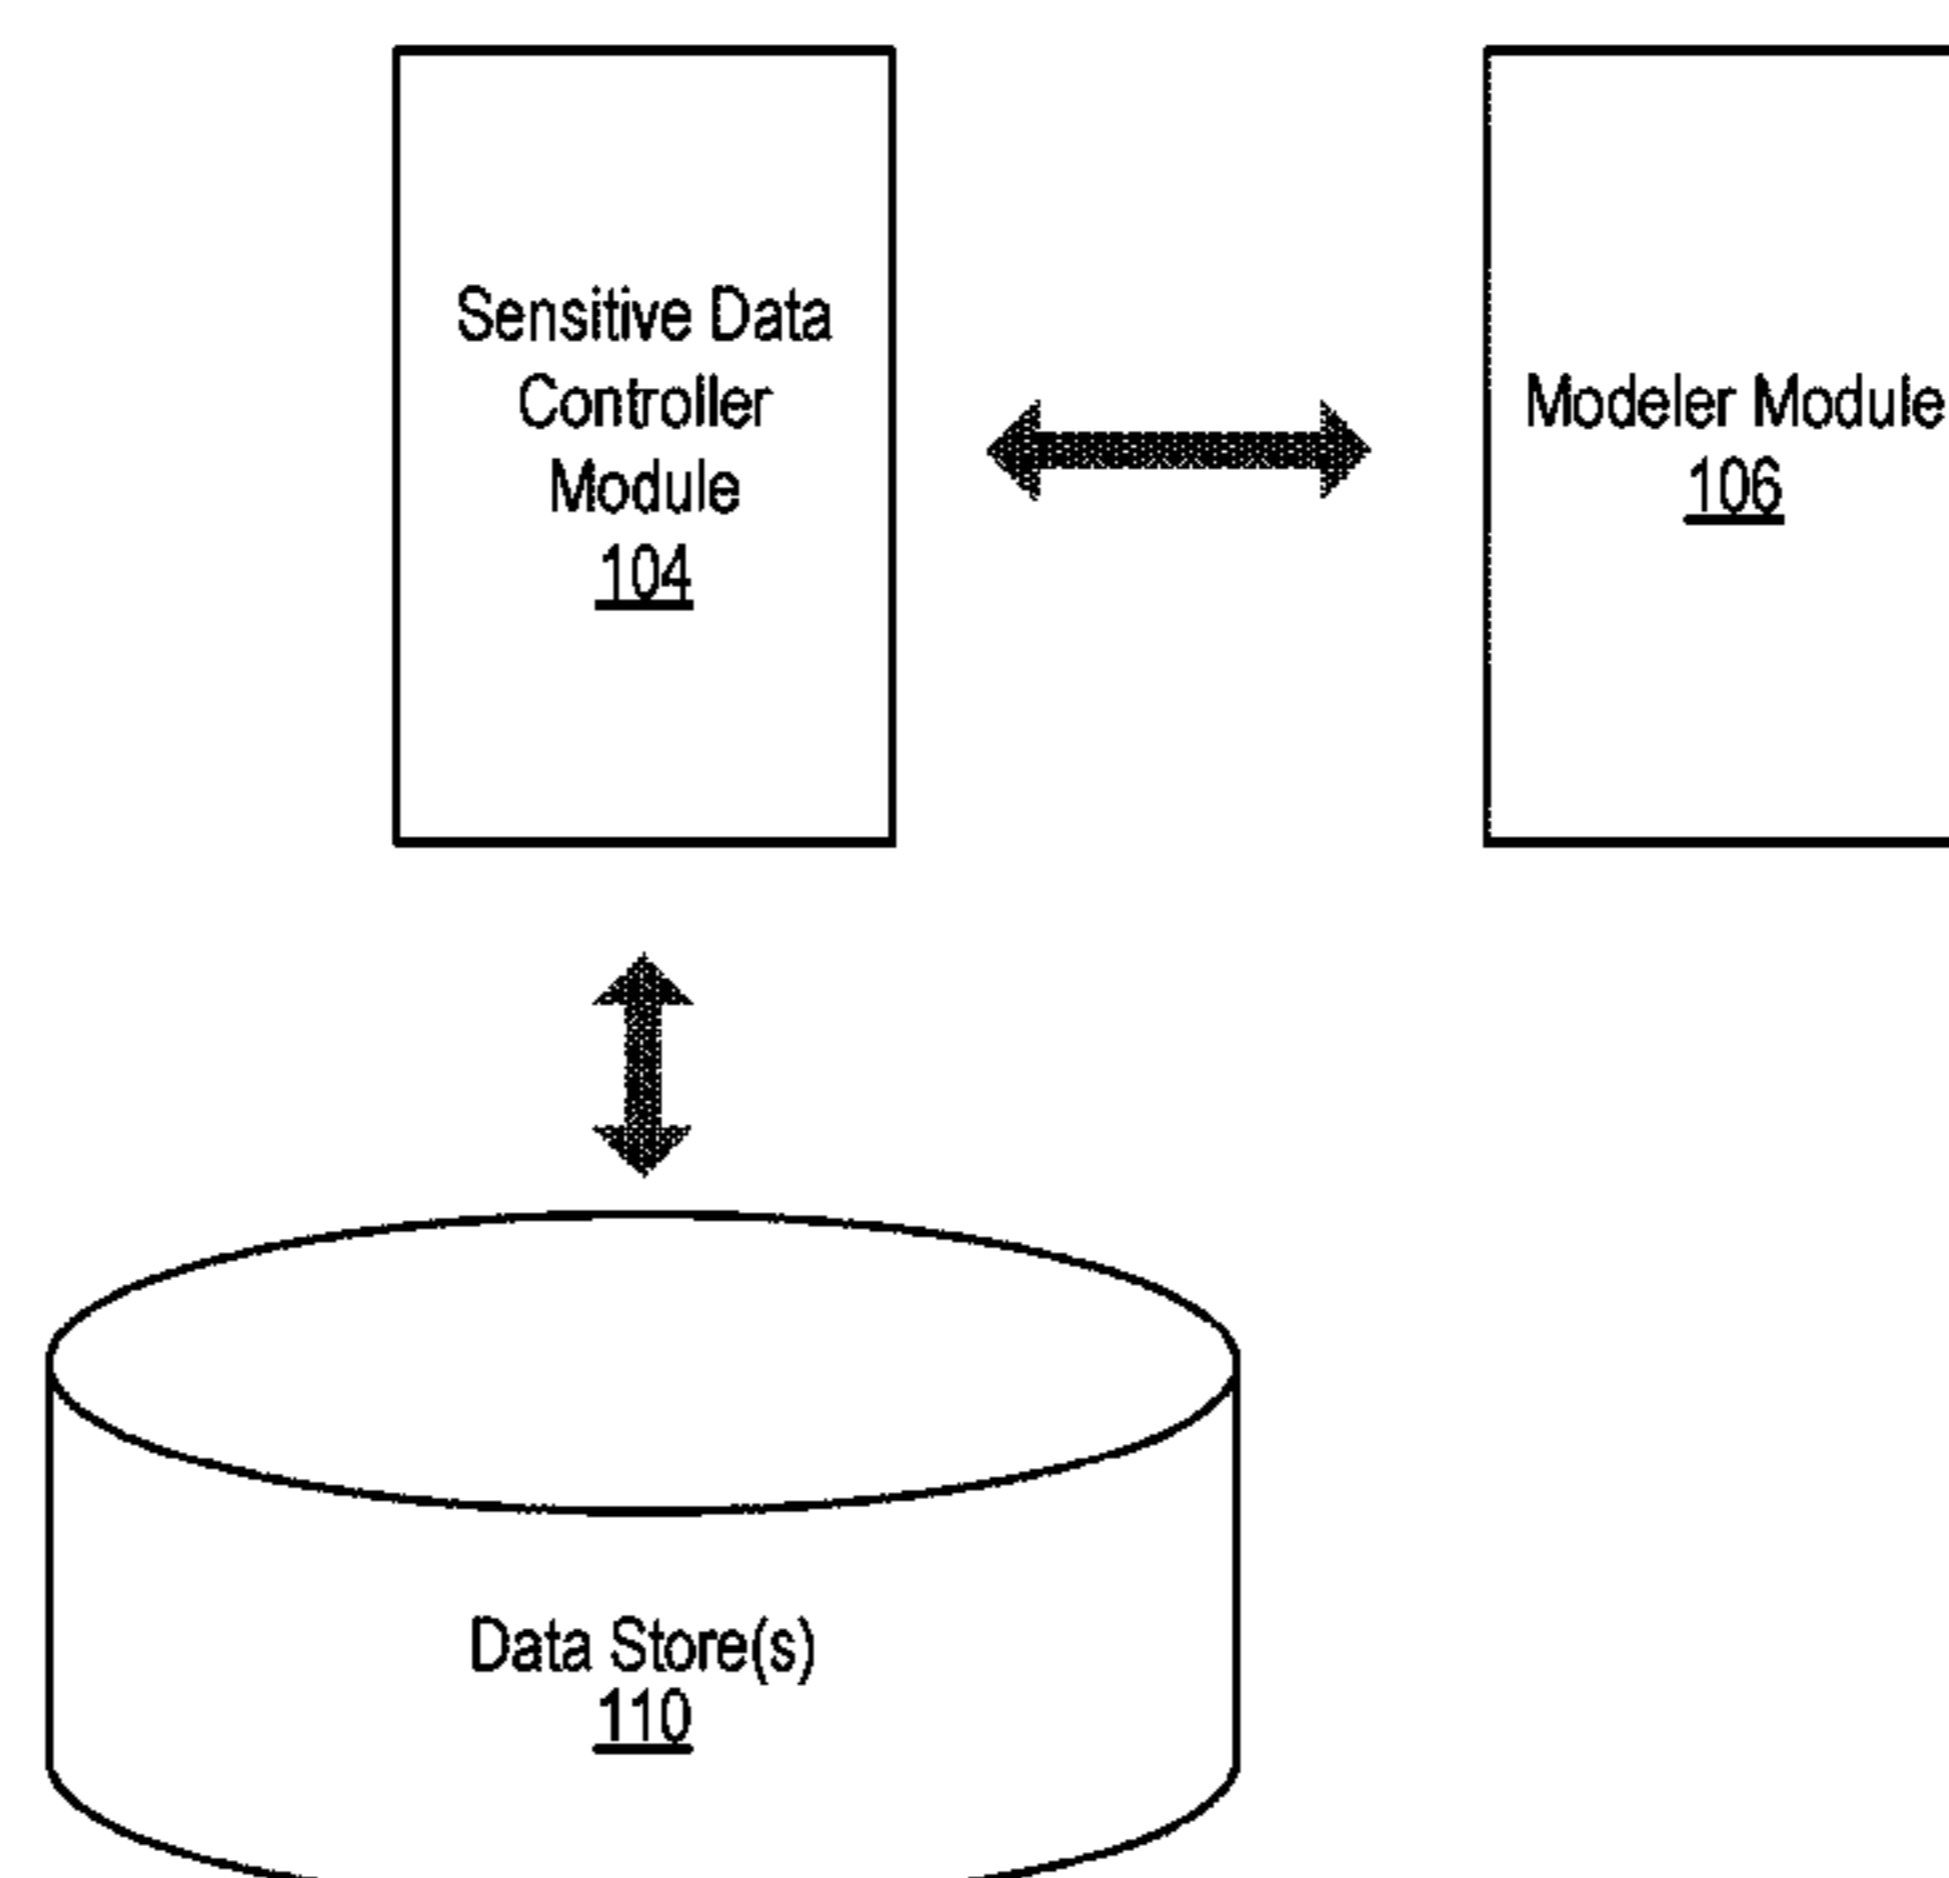 Sensitive Data
Controller
Module
104
Modeler Module
106
Data Store(s)
110